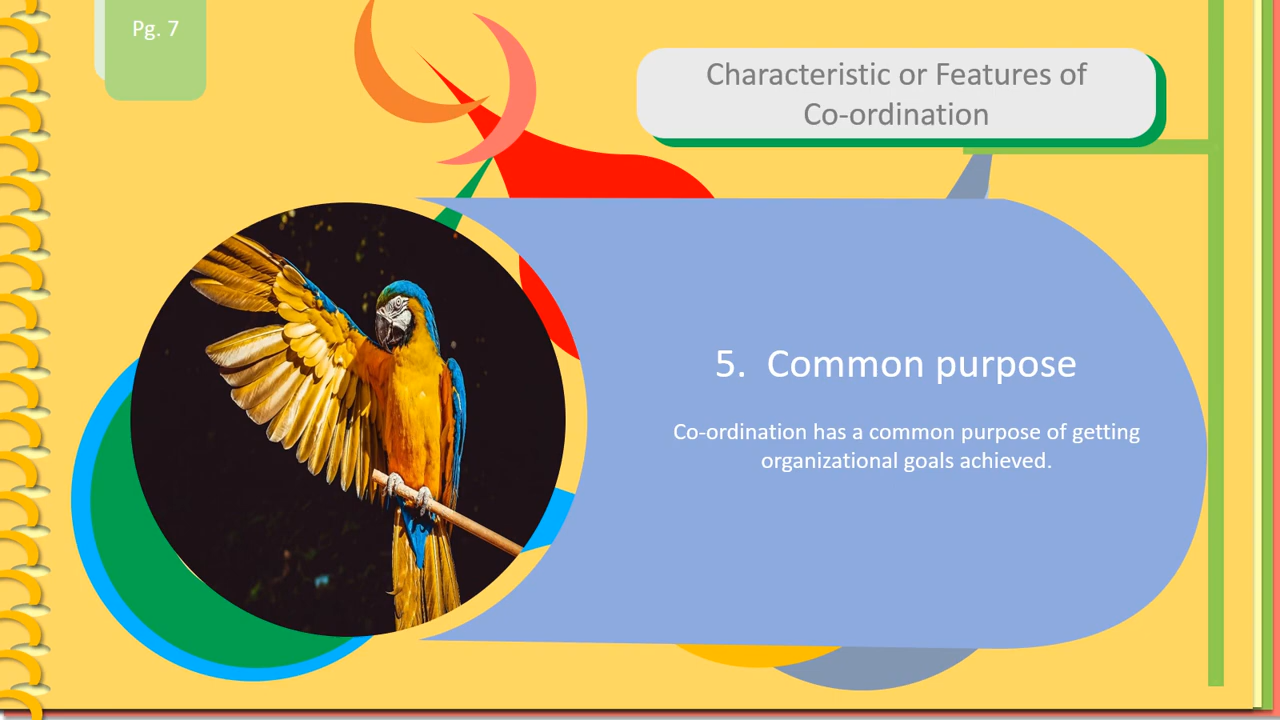 Pg. 7
Characteristic or Features of
Co-ordination
5. Common purpose
Co-ordination has a common purpose of getting
organizational goals achieved.